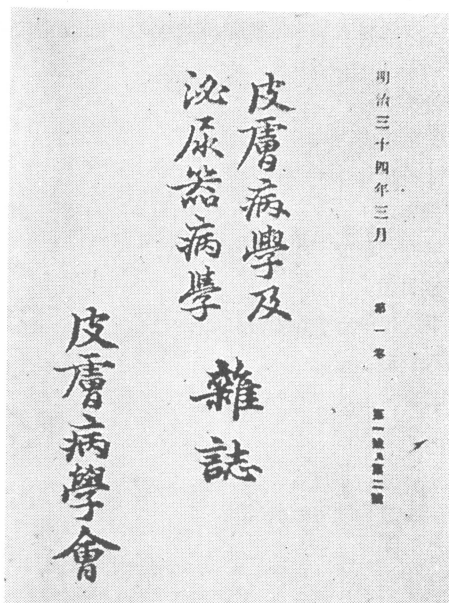 明治三十四年三月 第一巻 第一號及第二號
皮膚病學及
泌尿器病學
雜誌
皮膚病學會